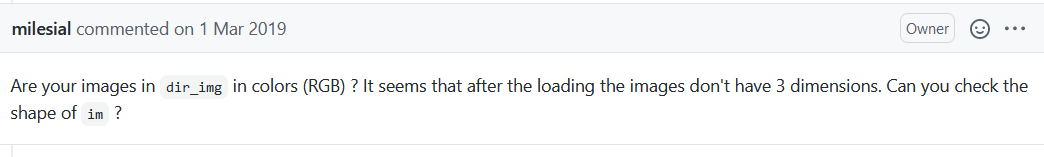 milesial commented on 1 Mar 2019 Owner
Are your images in dir_img in colors (RGB) ? It seems that after the loading the images don't have 3 dimensions. Can you check the
shape of im ?